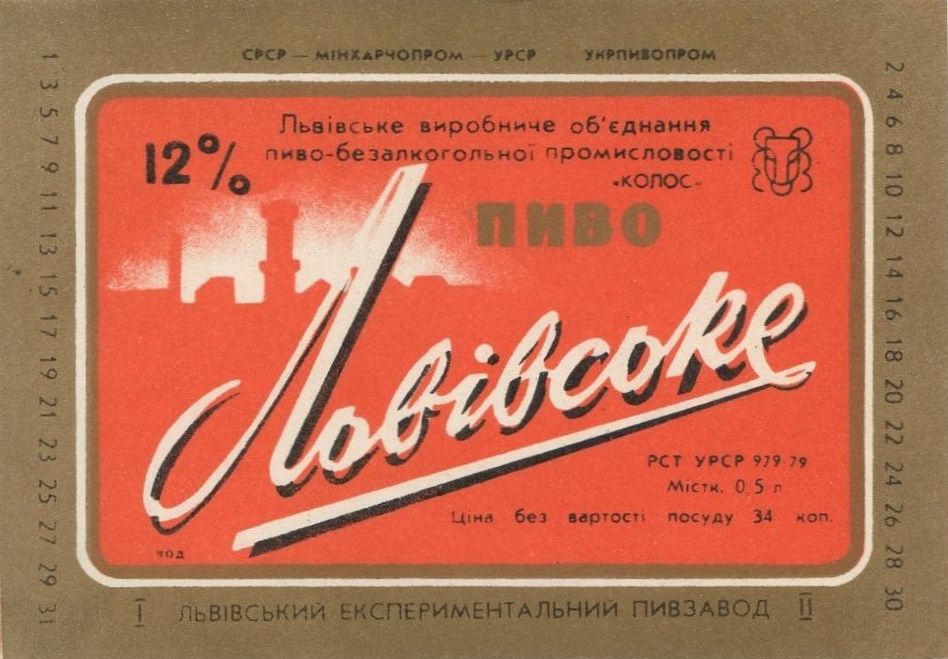 СРСР — МІНХАРЧОПРОМ — УРСР УКРПИВОПРОМ
Львівське виробниче об'єднання
12% пиво-безалкогольної промисловості
«КОЛОС»
ПИВО
Львівське
РСТ УРСР 979-79
Містк. 0,5 л
Ціна без вартості посуду 34 коп.
ЧОД
I ЛЬВІВСЬКИЙ ЕКСПЕРИМЕНТАЛЬНИЙ ПИВЗАВОД II
1 3 5 7 9 11 13 15 17 19 21 23 25 27 29 31
2 4 6 8 10 12 14 16 18 20 22 24 26 28 30